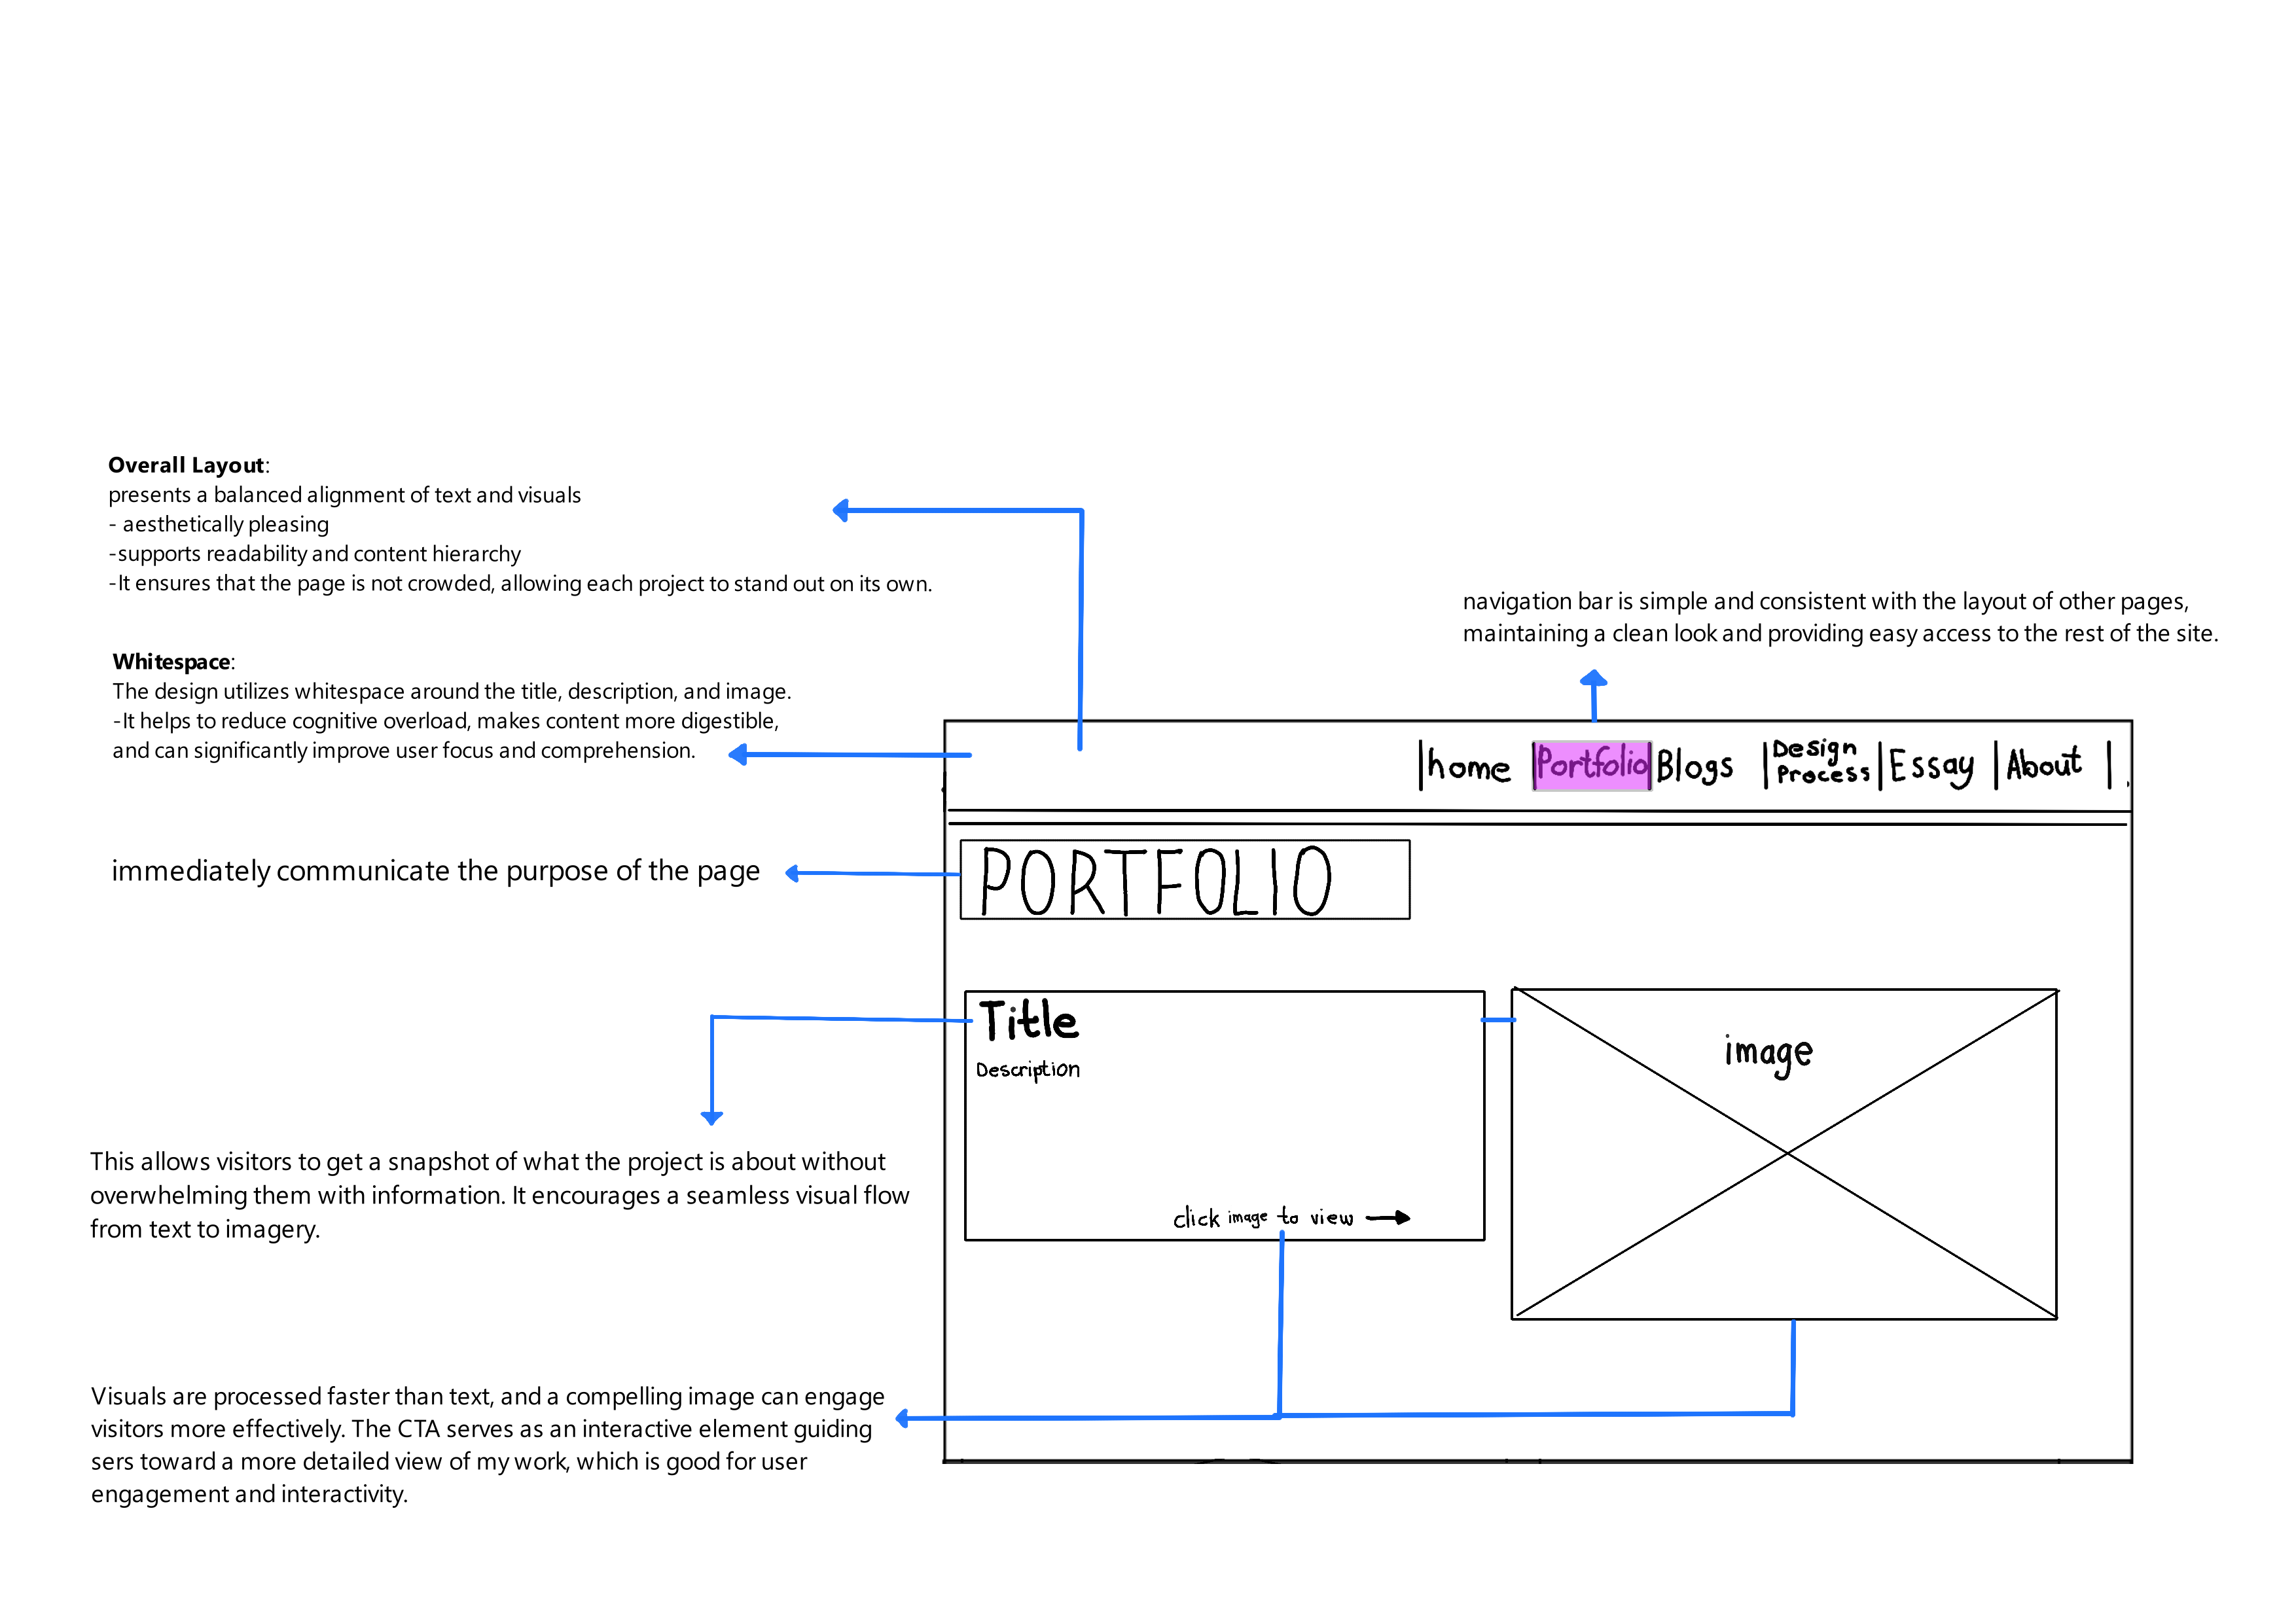 Overall Layout:
presents a balanced alignment of text and visuals
- aesthetically pleasing
-supports readability and content hierarchy
-It ensures that the page is not crowded, allowing each project to stand out on its own.
navigation bar is simple and consistent with the layout of other pages,
maintaining a clean look and providing easy access to the rest of the site.
Whitespace:
The design utilizes whitespace around the title, description, and image.
-It helps to reduce cognitive overload, makes content more digestible,
and can significantly improve user focus and comprehension.
|home |Portfolio|Blogs |Design Process|Essay |About |
immediately communicate the purpose of the page
PORTFOLIO
Title
Description
image
click image to view →
This allows visitors to get a snapshot of what the project is about without
overwhelming them with information. It encourages a seamless visual flow
from text to imagery.
Visuals are processed faster than text, and a compelling image can engage
visitors more effectively. The CTA serves as an interactive element guiding
sers toward a more detailed view of my work, which is good for user
engagement and interactivity.